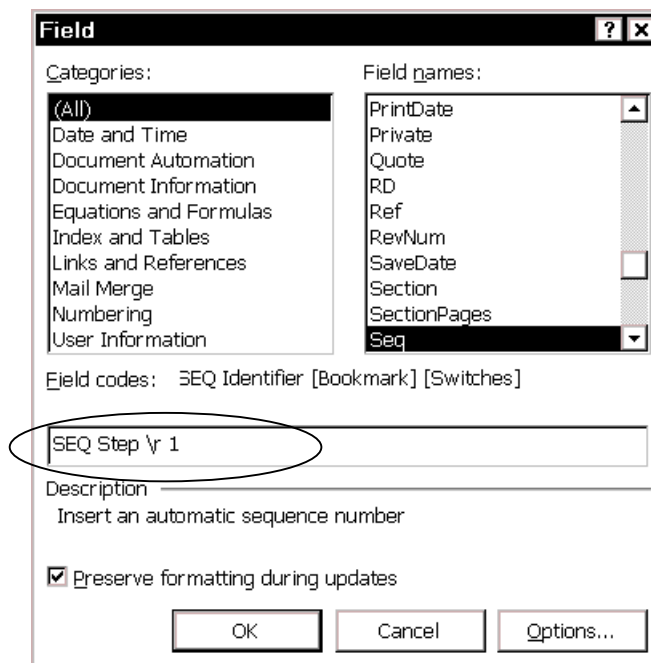 Field
Categories:
(All)
Date and Time
Document Automation
Document Information
Equations and Formulas
Index and Tables
Links and References
Mail Merge
Numbering
User Information
Field names:
PrintDate
Private
Quote
RD
Ref
RevNum
SaveDate
Section
SectionPages
Seq
Field codes: SEQ Identifier [Bookmark] [Switches]
SEQ Step \r 1
Description
Insert an automatic sequence number
Preserve formatting during updates
OK
Cancel
Options...